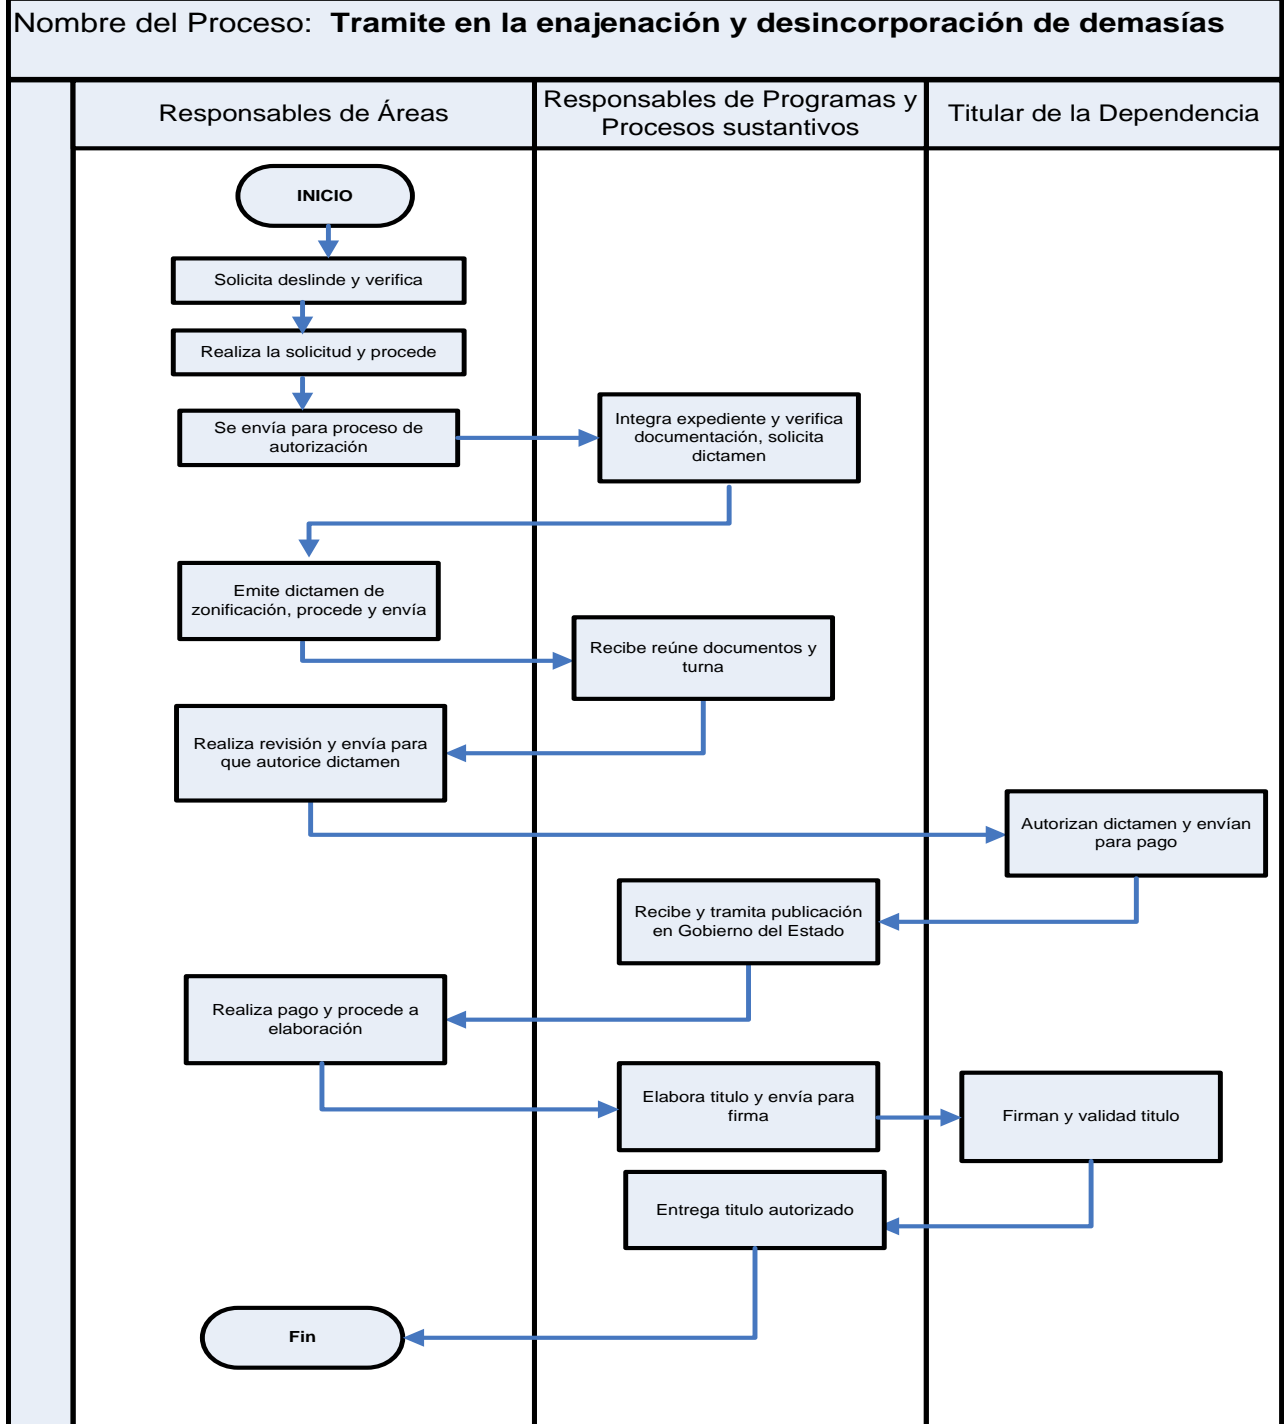 Nombre del Proceso: Tramite en la enajenación y desincorporación de demasías
Responsables de Áreas
Responsables de Programas y
Procesos sustantivos
Titular de la Dependencia
INICIO
Solicita deslinde y verifica
Realiza la solicitud y procede
Se envía para proceso de
autorización
Integra expediente y verifica
documentación, solicita
dictamen
Emite dictamen de
zonificación, procede y envía
Recibe reúne documentos y
turna
Realiza revisión y envía para
que autorice dictamen
Autorizan dictamen y envían
para pago
Recibe y tramita publicación
en Gobierno del Estado
Realiza pago y procede a
elaboración
Elabora titulo y envía para
firma
Firman y validad titulo
Entrega titulo autorizado
Fin